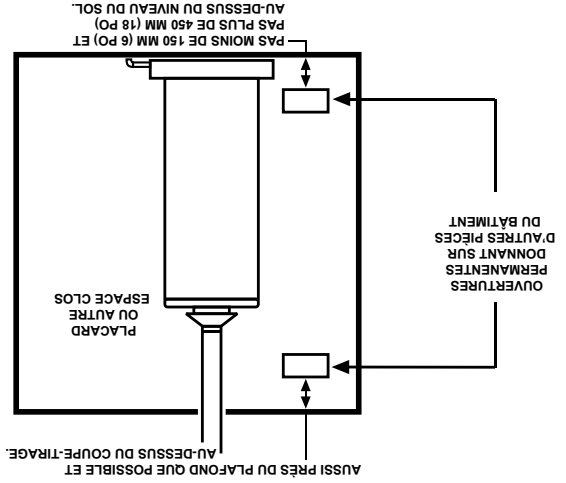 AUSSI PRÈS DU PLAFOND QUE POSSIBLE ET
AU-DESSUS DU COUPE-TIRAGE.
OUVERTURES
PERMANENTES
DONNANT SUR
D'AUTRES PIÈCES
DU BÂTIMENT
PLACARD
OU AUTRE
ESPACE CLOS
PAS MOINS DE 150 MM (6 PO) ET
PAS PLUS DE 450 MM (18 PO)
AU-DESSUS DU NIVEAU DU SOL.